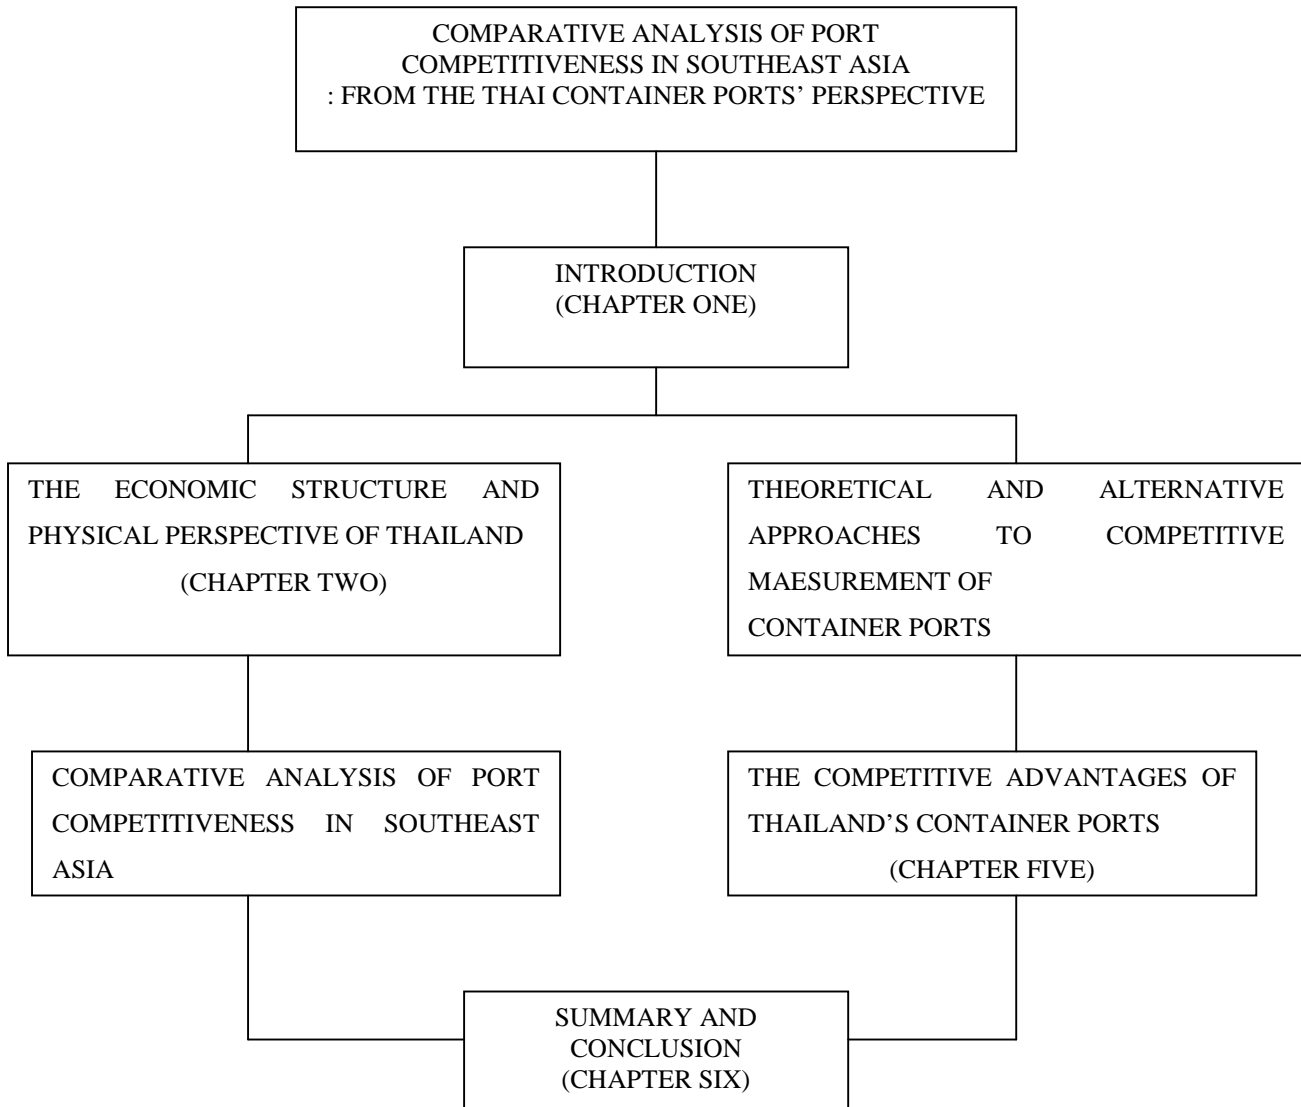 COMPARATIVE ANALYSIS OF PORT
COMPETITIVENESS IN SOUTHEAST ASIA
: FROM THE THAI CONTAINER PORTS’ PERSPECTIVE
INTRODUCTION
(CHAPTER ONE)
THE ECONOMIC STRUCTURE AND
PHYSICAL PERSPECTIVE OF THAILAND
(CHAPTER TWO)
THEORETICAL AND ALTERNATIVE
APPROACHES TO COMPETITIVE
MAESUREMENT OF
CONTAINER PORTS
COMPARATIVE ANALYSIS OF PORT
COMPETITIVENESS IN SOUTHEAST
ASIA
THE COMPETITIVE ADVANTAGES OF
THAILAND’S CONTAINER PORTS
(CHAPTER FIVE)
SUMMARY AND
CONCLUSION
(CHAPTER SIX)